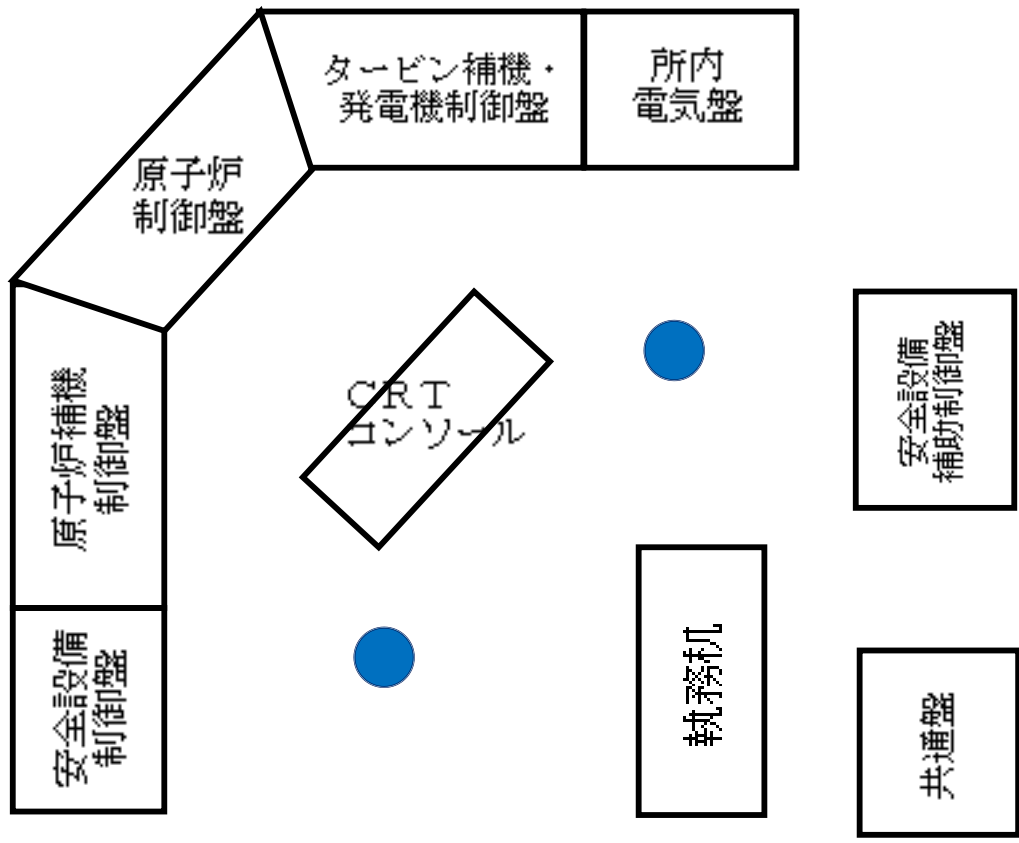 タービン補機・
発電機制御盤
所内
電気盤
原子炉
制御盤
原子炉補機
制御盤
CRT
コンソール
安全設備
補助制御盤
安全設備
制御盤
執務机
共通盤